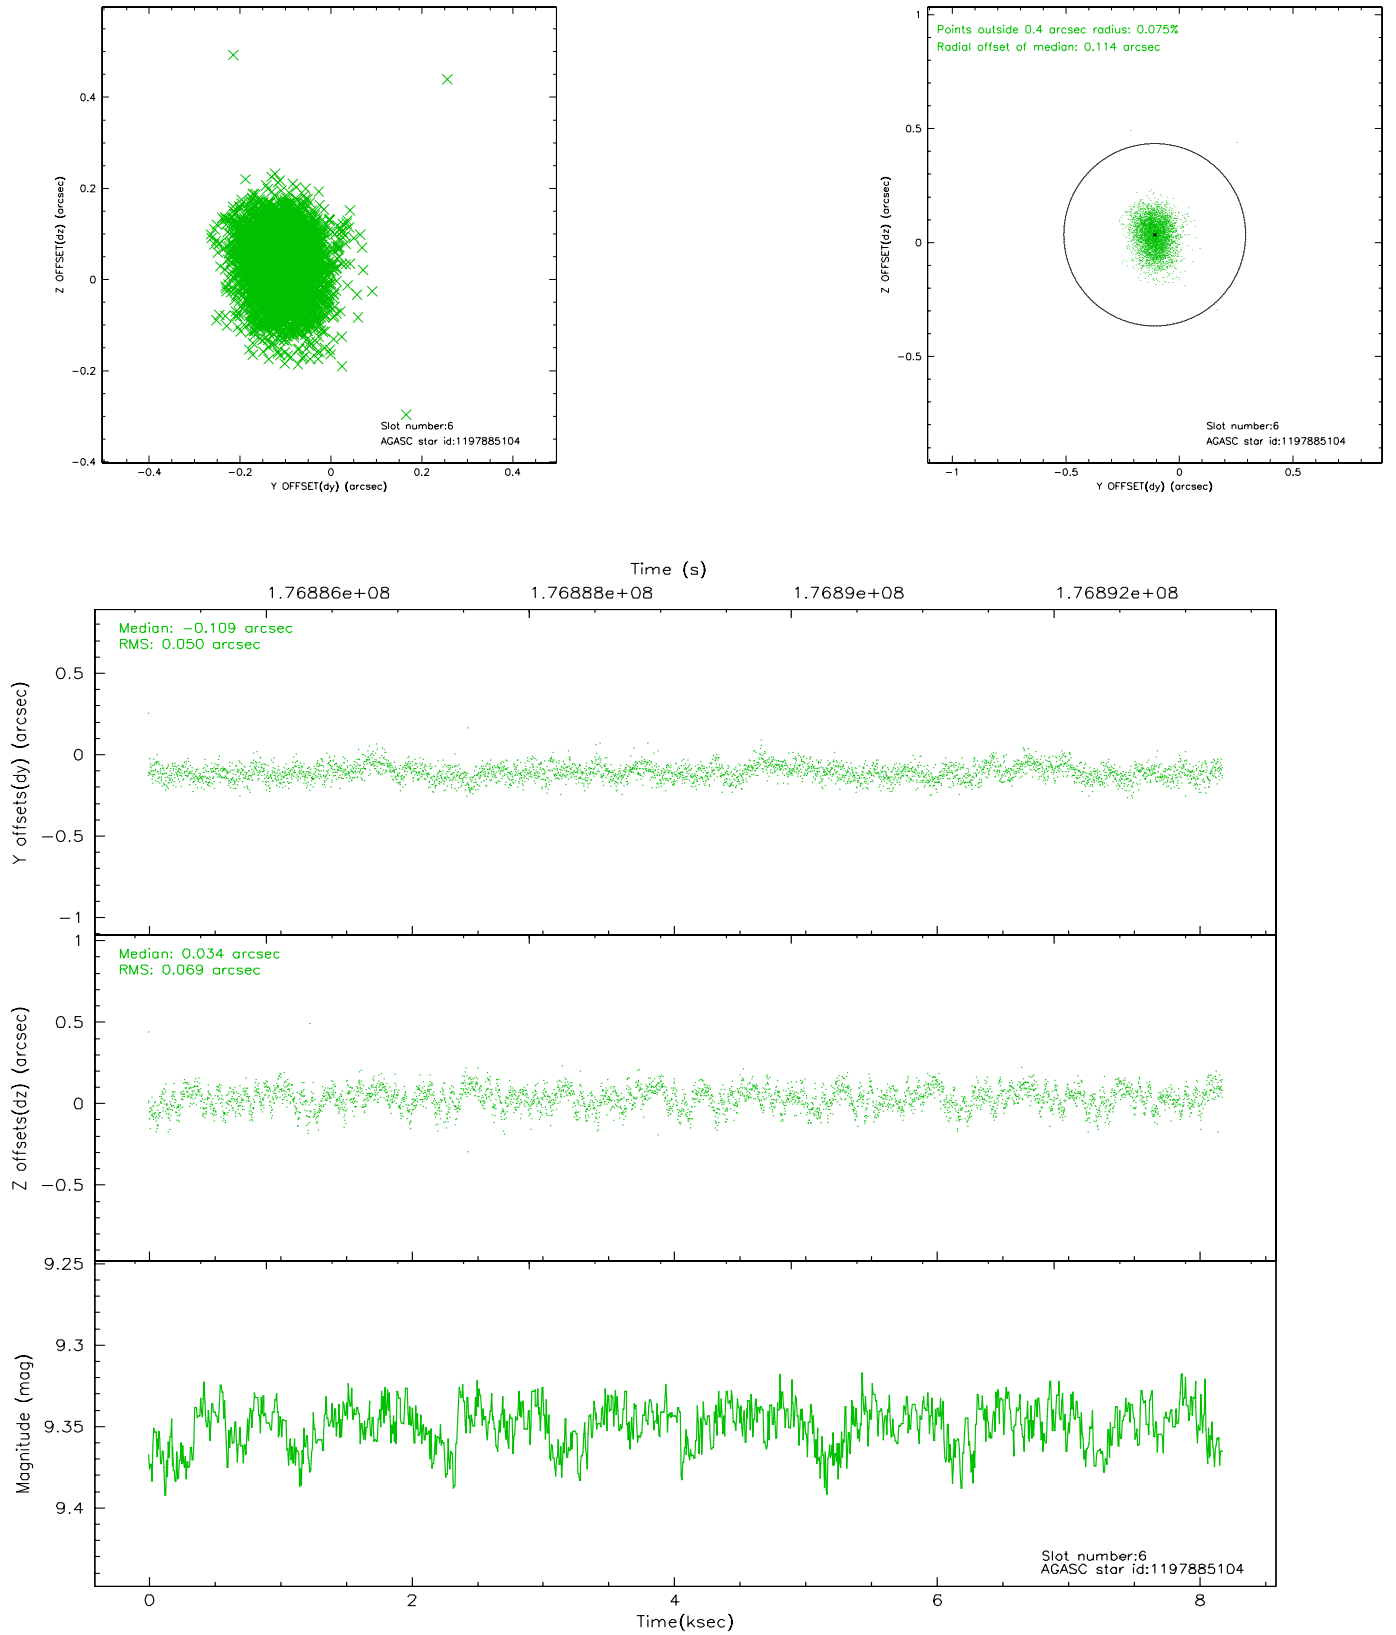 0.4
0.2
0
−0.2
−0.4
Z OFFSET(dz) (arcsec)
−0.4
−0.2
0
0.2
0.4
Y OFFSET(dy) (arcsec)
Slot number:6
AGASC star id:1197885104
Points outside 0.4 arcsec radius: 0.075%
Radial offset of median: 0.114 arcsec
1
0.5
0
−0.5
Z OFFSET(dz) (arcsec)
−1
−0.5
0
0.5
Y OFFSET(dy) (arcsec)
Slot number:6
AGASC star id:1197885104
Time (s)
1.76886e+08
1.76888e+08
1.7689e+08
1.76892e+08
Median: −0.109 arcsec
RMS: 0.050 arcsec
0.5
0
−0.5
−1
Y offsets(dy) (arcsec)
Median: 0.034 arcsec
RMS: 0.069 arcsec
1
0.5
0
−0.5
Z offsets(dz) (arcsec)
9.25
9.3
9.35
9.4
Magnitude (mag)
Slot number:6
AGASC star id:1197885104
0
2
4
6
8
Time(ksec)